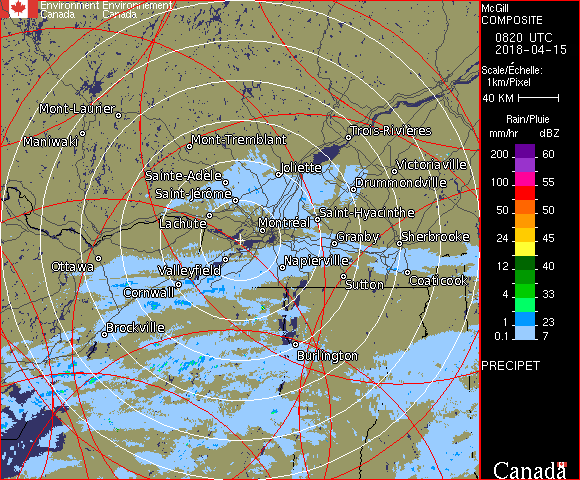 Environment Environnement
Canada Canada
McGill
COMPOSITE
0820 UTC
2018-04-15
Scale/Échelle:
1km/Pixel
40 KM
Rain/Pluie
mm/hr dBZ
200 60
100 55
50 50
24 45
12 40
4 33
1 23
0.1 7
PRECIPET
Canada
Mont-Laurier
Maniwaki
Mont-Tremblant
Trois-Rivières
Joliette
Victoriaville
Sainte-Adèle
Drummondville
Saint-Jérôme
Saint-Hyacinthe
Lachute
Montréal
Granby
Sherbrooke
Ottawa
Valleyfield
Napierville
Cornwall
Sutton
Coaticook
Brockville
Burlington